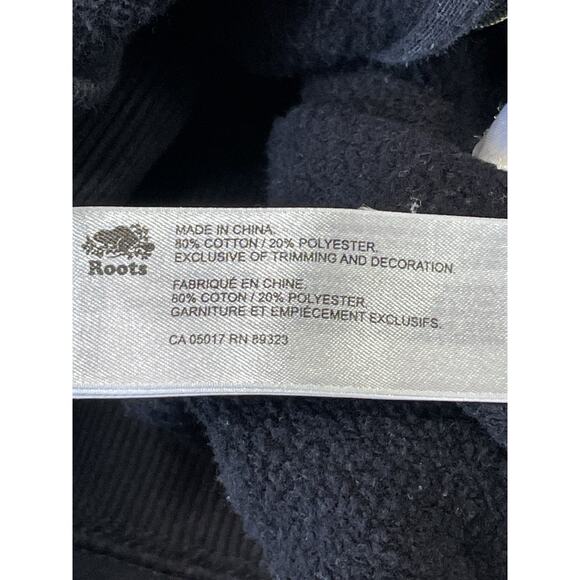 Roots
MADE IN CHINA.
80% COTTON / 20% POLYESTER.
EXCLUSIVE OF TRIMMING AND DECORATION
FABRIQUÉ EN CHINE.
80% COTON / 20% POLYESTER.
GARNITURE ET EMPIÉCEMENT EXCLUSIFS.
CA 05017 RN 89323